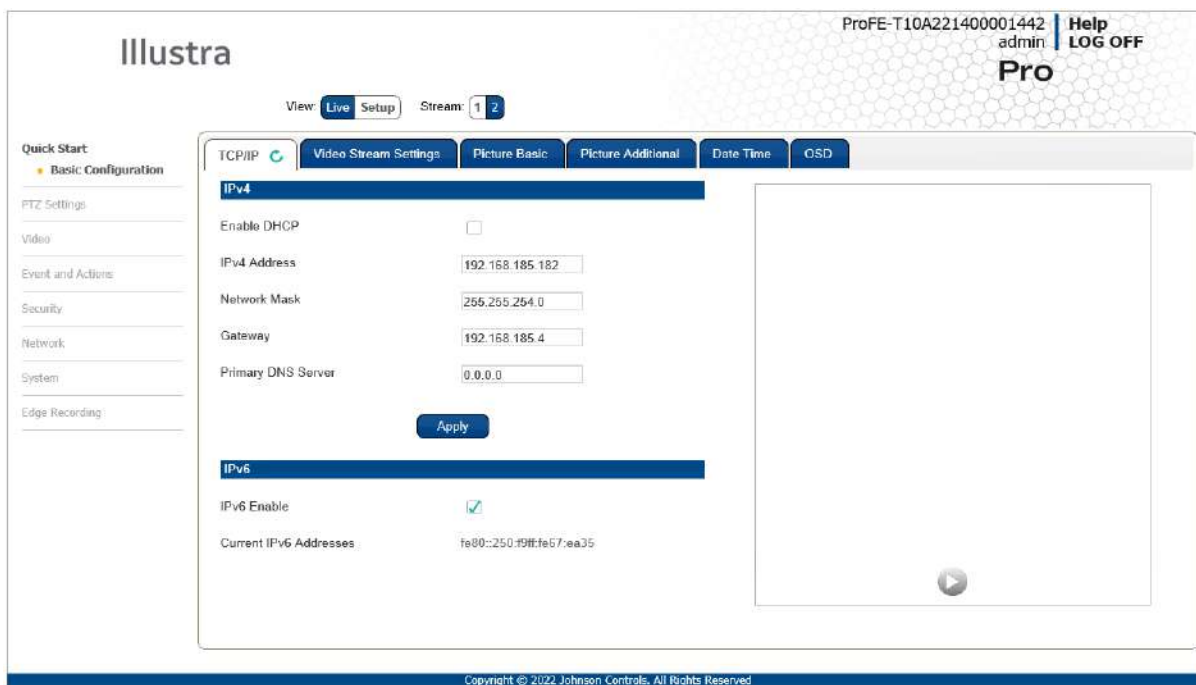 Illustra
ProFE-T10A221400001442
Help
admin
LOG OFF
Pro
View: Live Setup Stream: 1 2
Quick Start
Basic Configuration
PTZ Settings
Video
Event and Actions
Security
Network
System
Edge Recording
TCP/IP Video Stream Settings Picture Basic Picture Additional Date Time OSD
IPv4
Enable DHCP
IPv4 Address 192.168.185.182
Network Mask 255.255.254.0
Gateway 192.168.185.4
Primary DNS Server 0.0.0.0
Apply
IPv6
IPv6 Enable
Current IPv6 Addresses fe80::250:f9ff:fe67:ea35
Copyright © 2022 Johnson Controls. All Rights Reserved